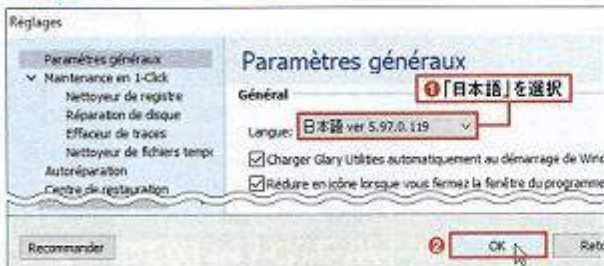 Réglages
Paramètres généraux
Maintenance en 1-Click
Nettoyeur de registre
Réparation de disque
Effaceur de traces
Nettoyeur de fichiers tempo
Autoréparation
Centre de restauration
Paramètres généraux
Général
❶「日本語」を選択
Langue: 日本語 ver 5.97.0.119
Charger Glary Utilities automatiquement au démarrage de Wind
Réduire en icône lorsque vous fermez la fenêtre du programme
Recommander
❷ OK
Reto